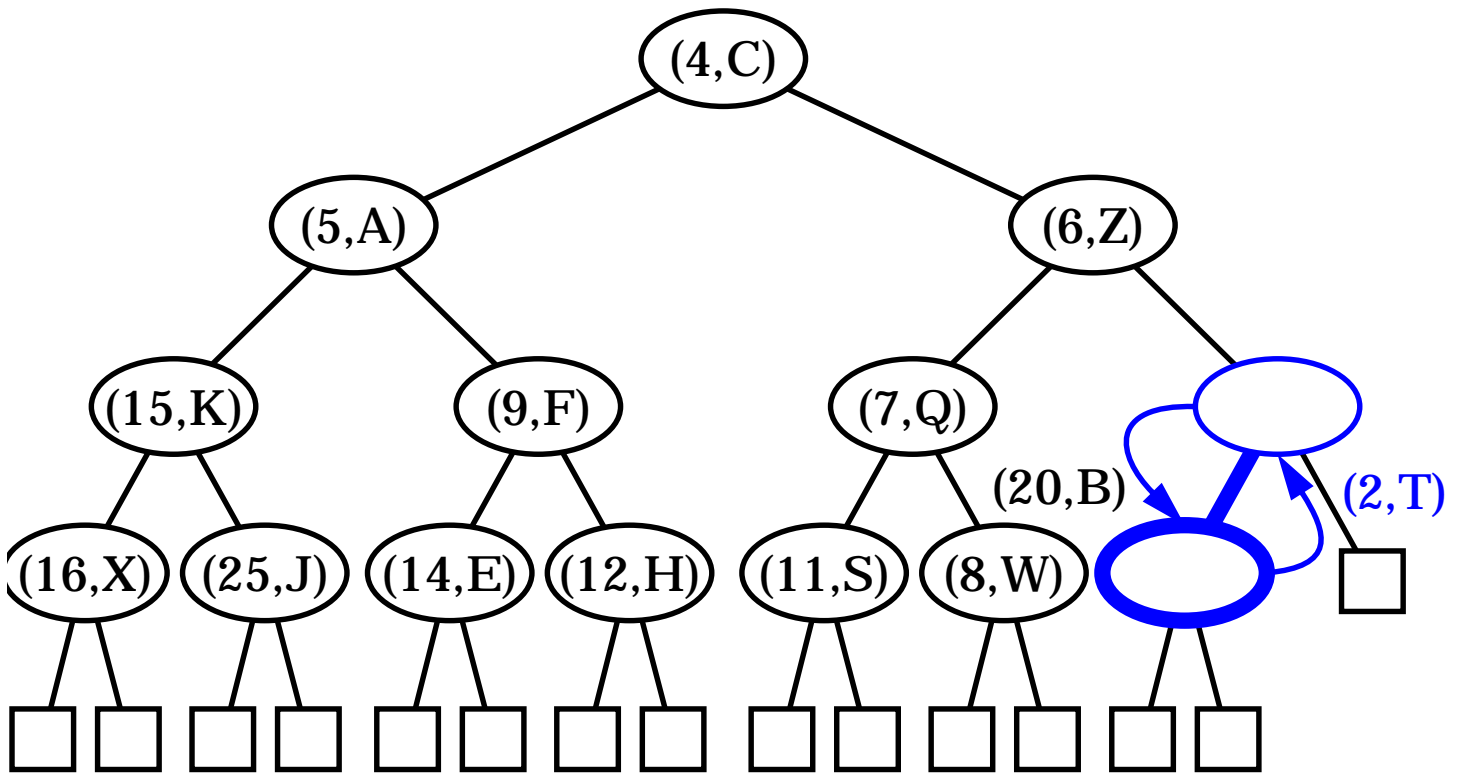 (4,C)
(5,A) (6,Z)
(15,K) (9,F) (7,Q)
(20,B) (2,T)
(16,X) (25,J) (14,E) (12,H) (11,S) (8,W)